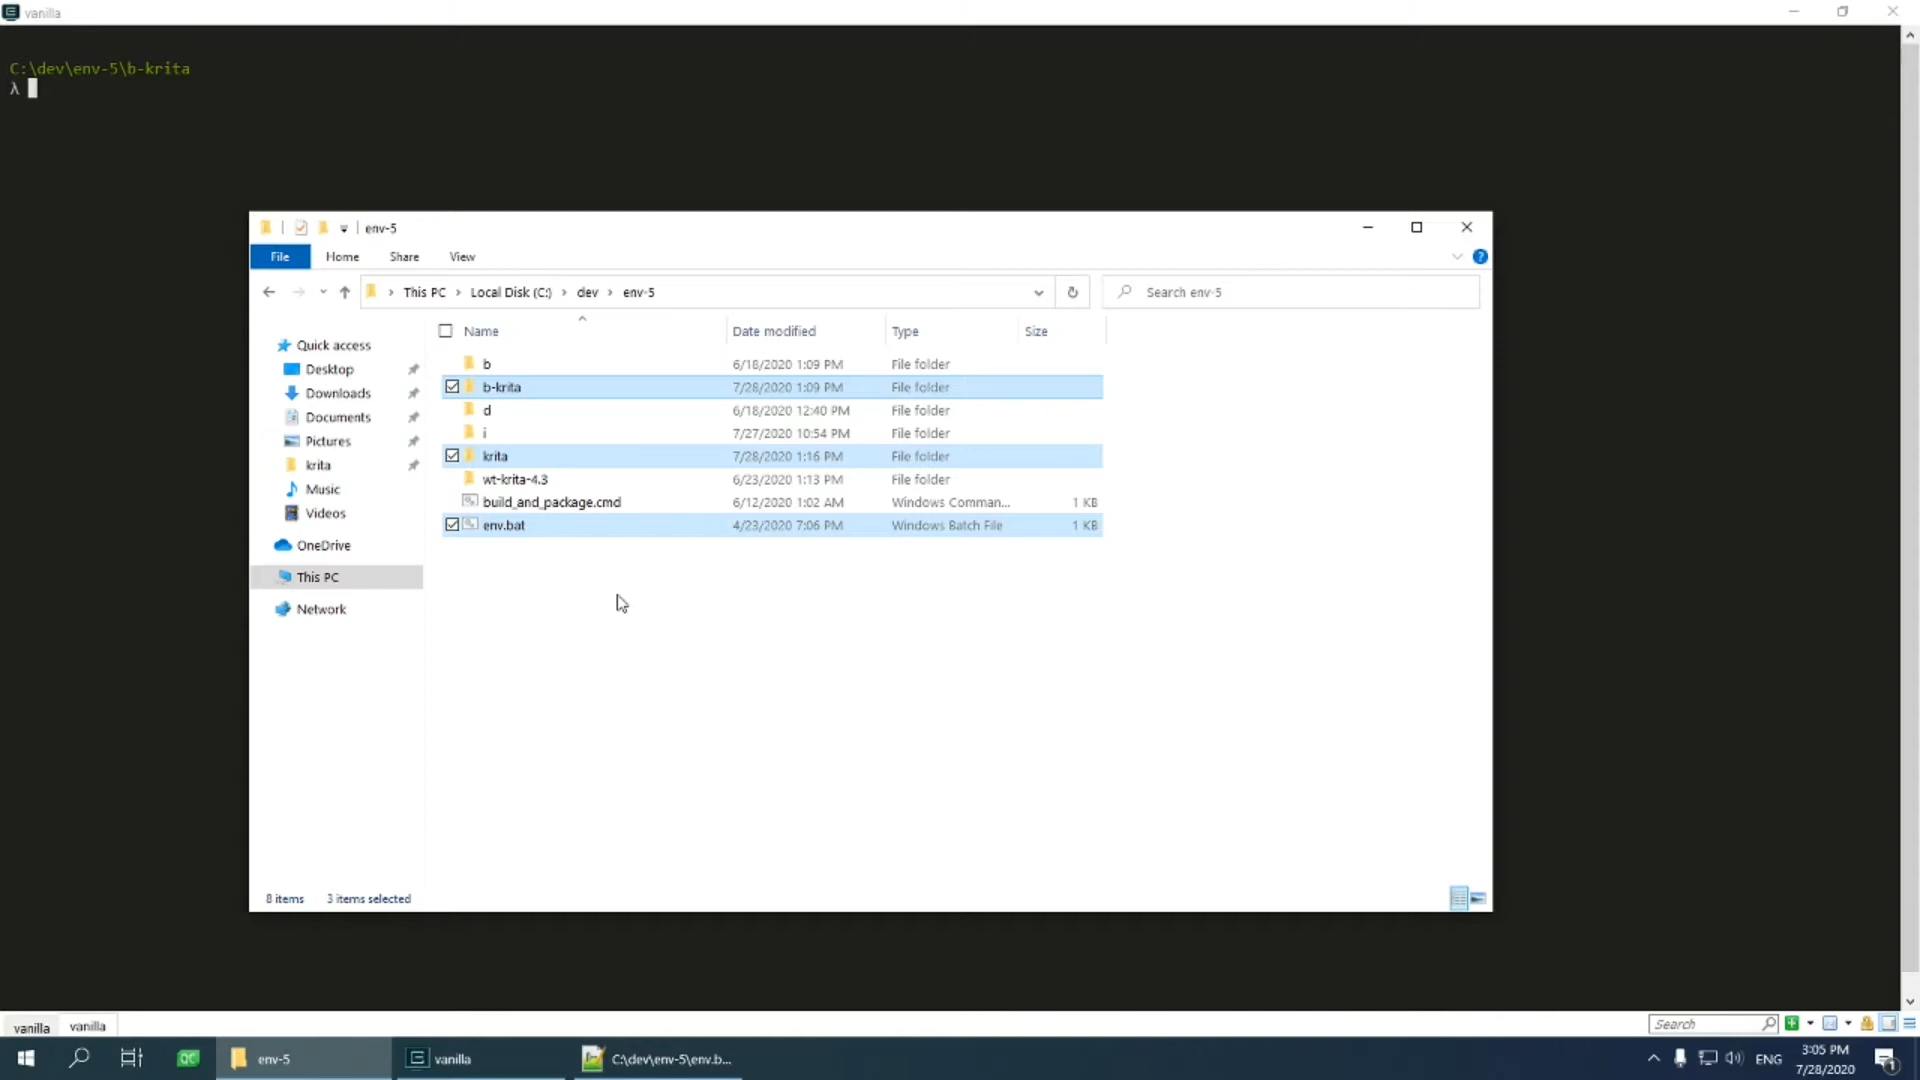 vanilla
C:\dev\env-5\b-krita
λ
env-5
File Home Share View
This PC Local Disk (C:) dev env-5
Search env-5
Name Date modified Type Size
Quick access
Desktop
Downloads
Documents
Pictures
krita
Music
Videos
OneDrive
This PC
Network
b 6/18/2020 1:09 PM File folder
b-krita 7/28/2020 1:09 PM File folder
d 6/18/2020 12:40 PM File folder
i 7/27/2020 10:54 PM File folder
krita 7/28/2020 1:16 PM File folder
wt-krita-4.3 6/23/2020 1:13 PM File folder
build_and_package.cmd 6/12/2020 1:02 AM Windows Comman... 1 KB
env.bat 4/23/2020 7:06 PM Windows Batch File 1 KB
8 items 3 items selected
vanilla vanilla
Search
QC env-5 vanilla C:\dev\env-5\env.b... ENG
3:05 PM
7/28/2020
1